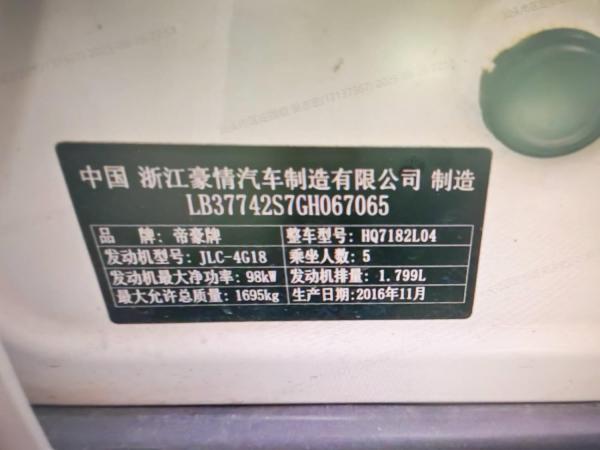 中国 浙江豪情汽车制造有限公司 制造
LB37742S7GH067065
品 牌: 帝豪牌 整车型号: HQ7182L04
发动机型号: JLC-4G18 乘坐人数: 5
发动机最大净功率: 98kW 发动机排量: 1.799L
最大允许总质量: 1695kg 生产日期: 2016年11月